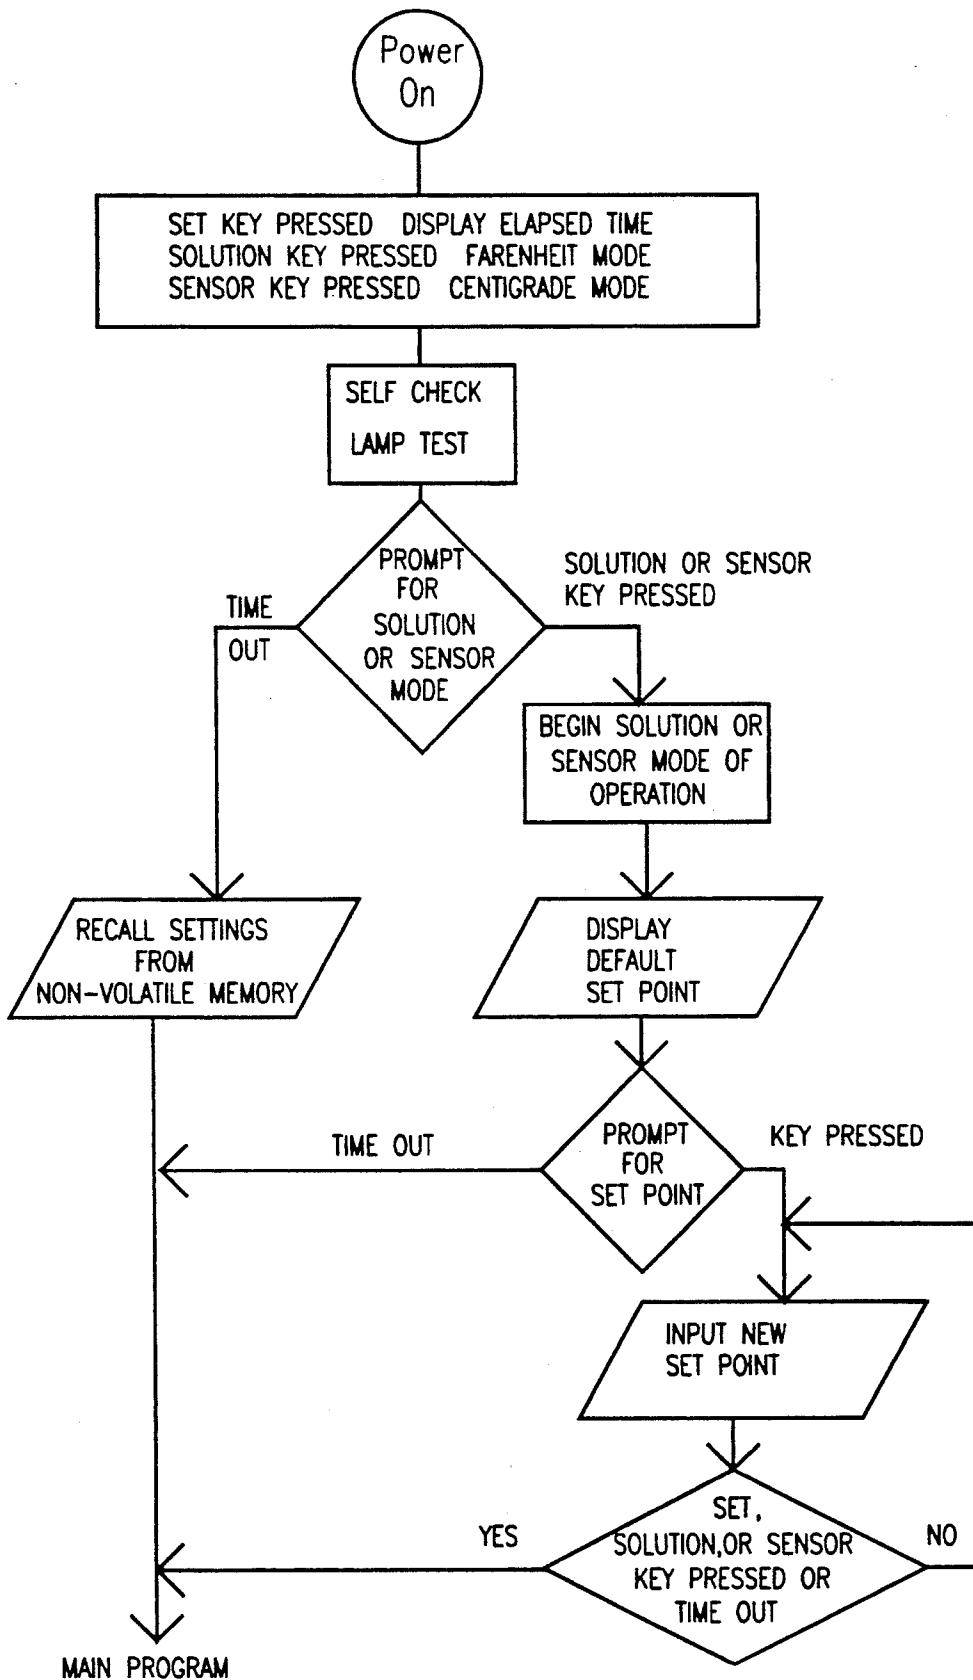 Power
On
SET KEY PRESSED DISPLAY ELAPSED TIME
SOLUTION KEY PRESSED FARENHEIT MODE
SENSOR KEY PRESSED CENTIGRADE MODE
SELF CHECK
LAMP TEST
PROMPT
FOR
SOLUTION
OR SENSOR
MODE
TIME
OUT
SOLUTION OR SENSOR
KEY PRESSED
BEGIN SOLUTION OR
SENSOR MODE OF
OPERATION
RECALL SETTINGS
FROM
NON-VOLATILE MEMORY
DISPLAY
DEFAULT
SET POINT
PROMPT
FOR
SET POINT
TIME OUT
KEY PRESSED
INPUT NEW
SET POINT
SET,
SOLUTION,OR SENSOR
KEY PRESSED OR
TIME OUT
YES
NO
MAIN PROGRAM